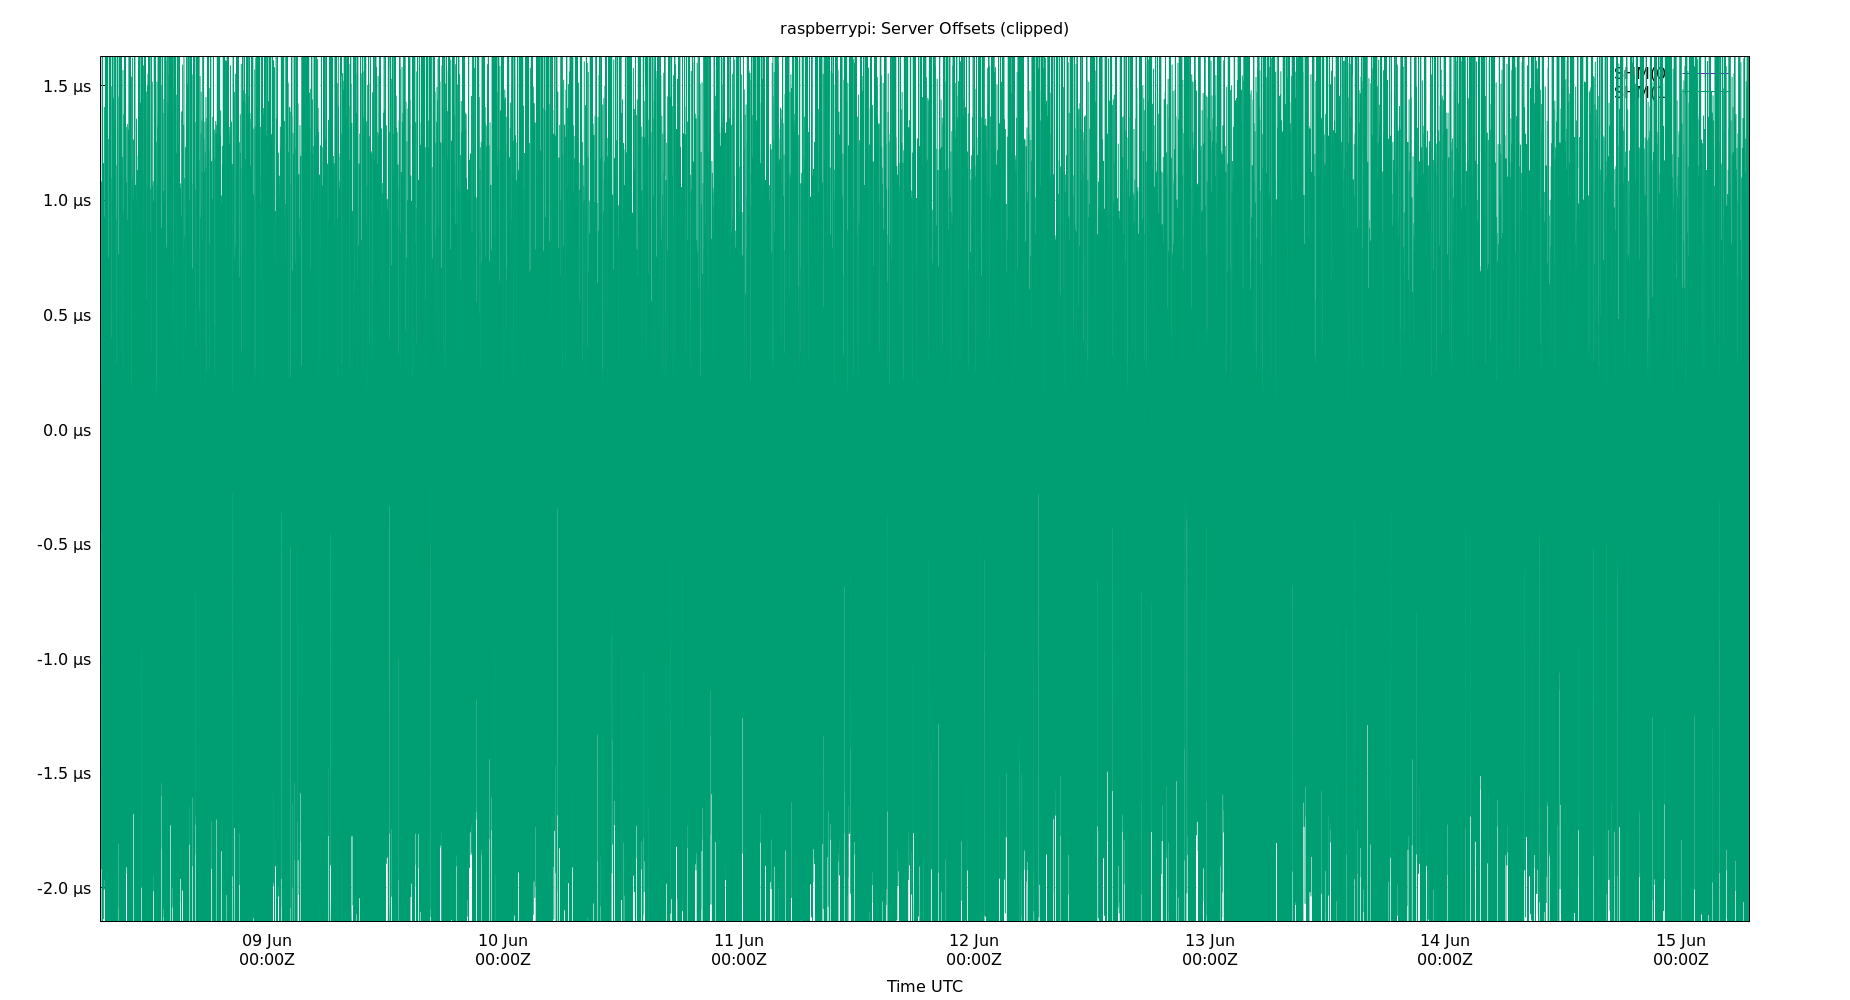 raspberrypi: Server Offsets (clipped)
1.5 µs
1.0 µs
0.5 µs
0.0 µs
-0.5 µs
-1.0 µs
-1.5 µs
-2.0 µs
09 Jun 10 Jun 11 Jun 12 Jun 13 Jun 14 Jun 15 Jun
00:00Z 00:00Z 00:00Z 00:00Z 00:00Z 00:00Z 00:00Z
Time UTC